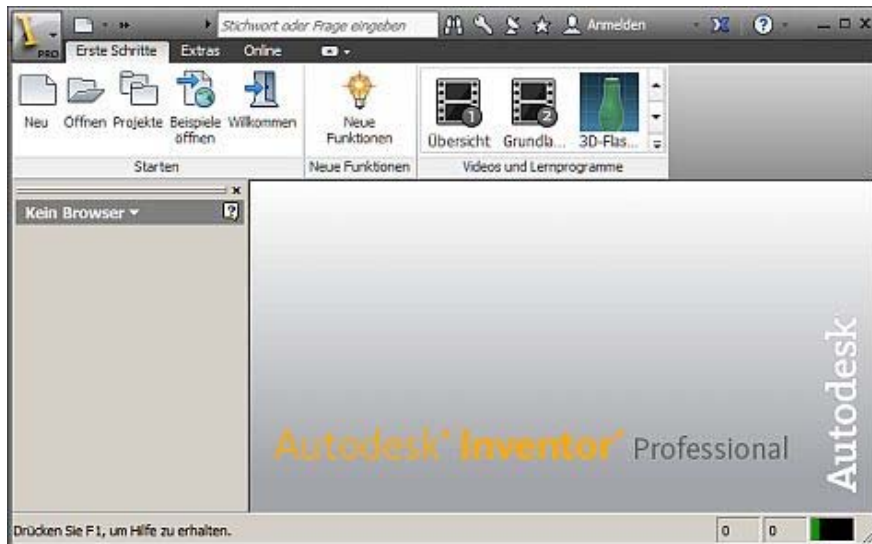 Stichwort oder Frage eingeben Anmelden
PRO Erste Schritte Extras Online
Neu Öffnen Projekte Beispiele öffnen Willkommen
Neue Funktionen
Übersicht Grundla... 3D-Flas...
Starten Neue Funktionen Videos und Lernprogramme
Kein Browser
Autodesk® Inventor® Professional
Autodesk
Drücken Sie F1, um Hilfe zu erhalten. 0 0